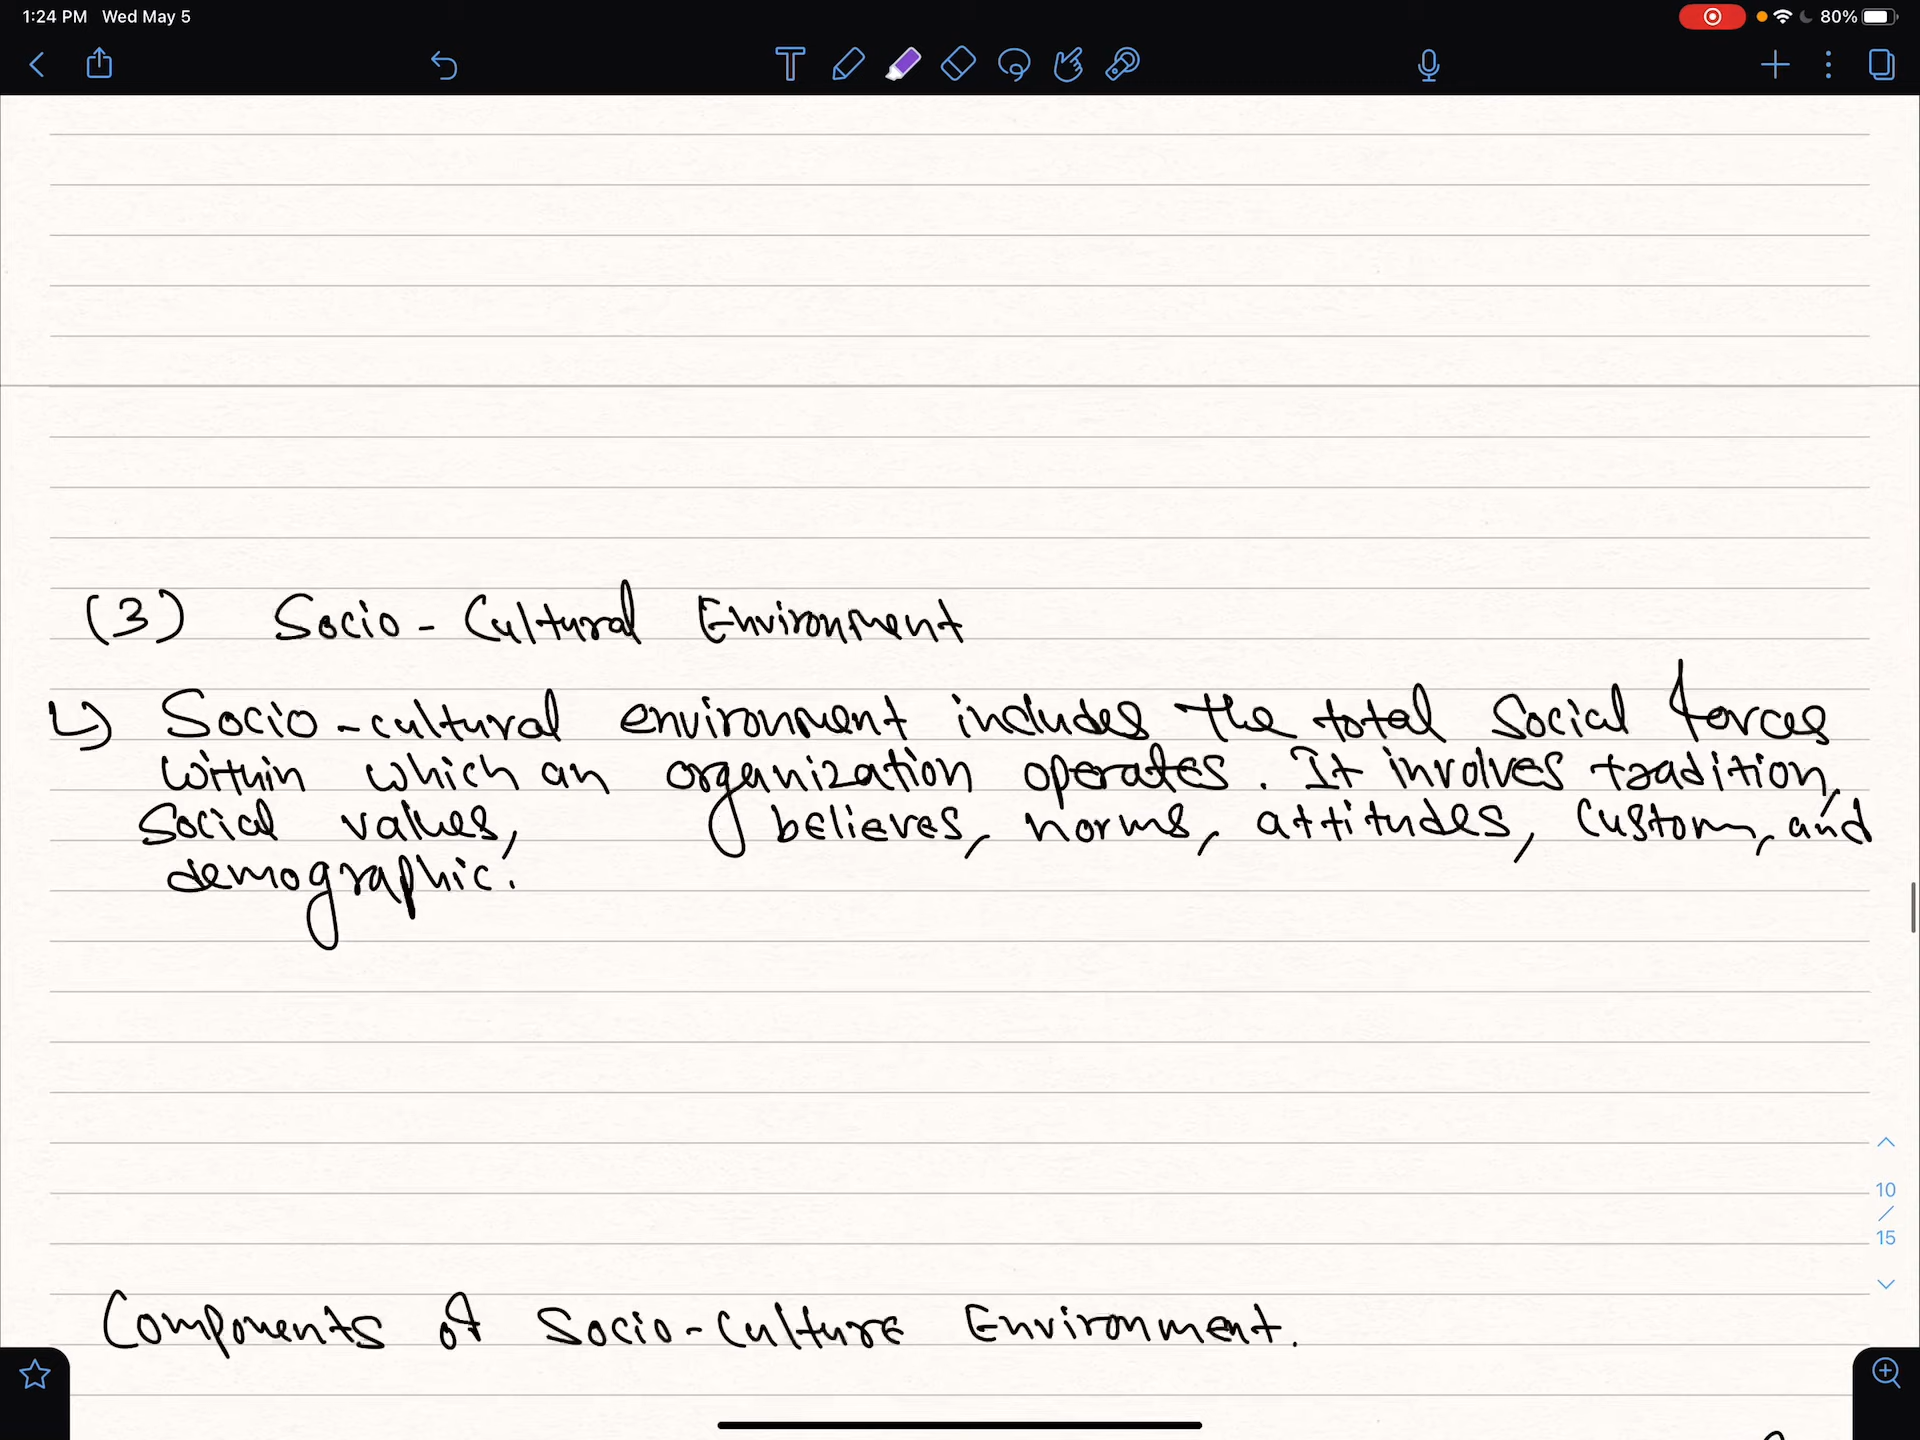 1:24 PM Wed May 5
80%
(3) Socio - Cultural Environment
Socio - cultural environment includes the total Social forces
within which an organization operates. It involves tradition,
Social values, believes, norms, attitudes, Custom, and
demographic.
10
/
15
Components of Socio - Culture Environment.